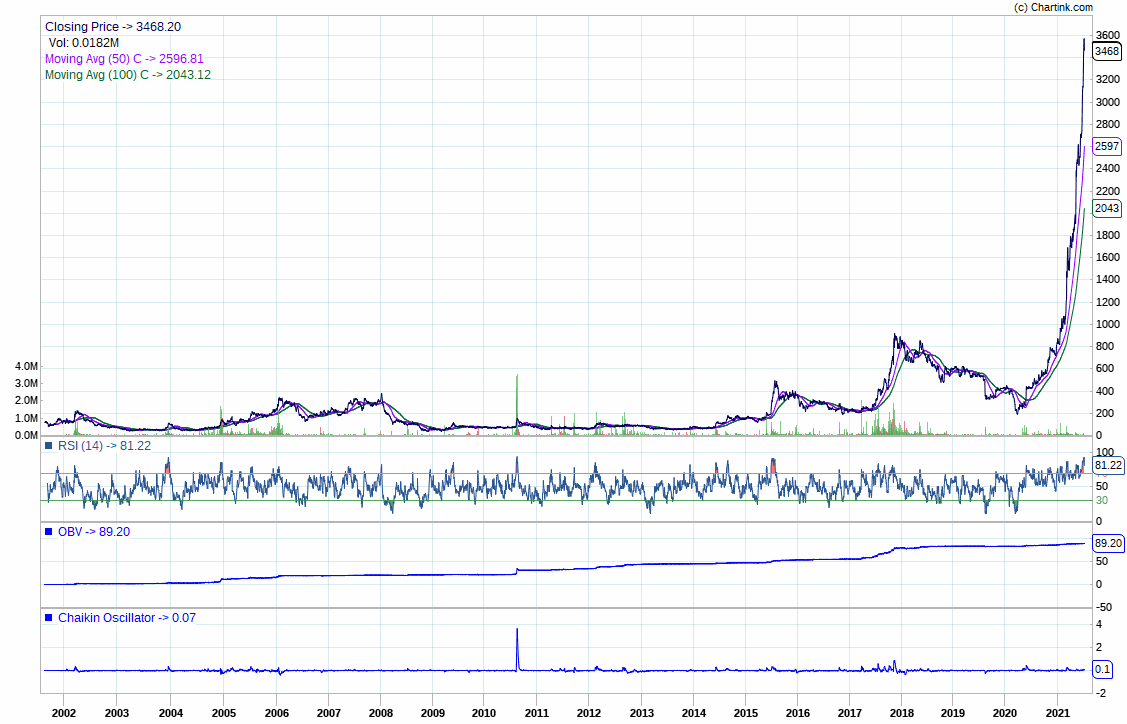 (c) Chartink.com
Closing Price -> 3468.20
Vol: 0.0182M
Moving Avg (50) C -> 2596.81
Moving Avg (100) C -> 2043.12
3600
3468
3200
3000
2800
2597
2400
2200
2043
1800
1600
1400
1200
1000
800
4.0M 600
3.0M 400
2.0M
1.0M 200
0.0M 0
RSI (14) -> 81.22
100
81.22
50
30
0
OBV -> 89.20
89.20
50
0
-50
Chaikin Oscillator -> 0.07
4
2
0.1
-2
2002 2003 2004 2005 2006 2007 2008 2009 2010 2011 2012 2013 2014 2015 2016 2017 2018 2019 2020 2021